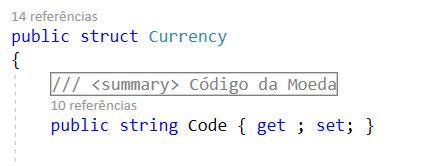 14 referências
public struct Currency
{
/// <summary> Código da Moeda
10 referências
public string Code { get ; set; }